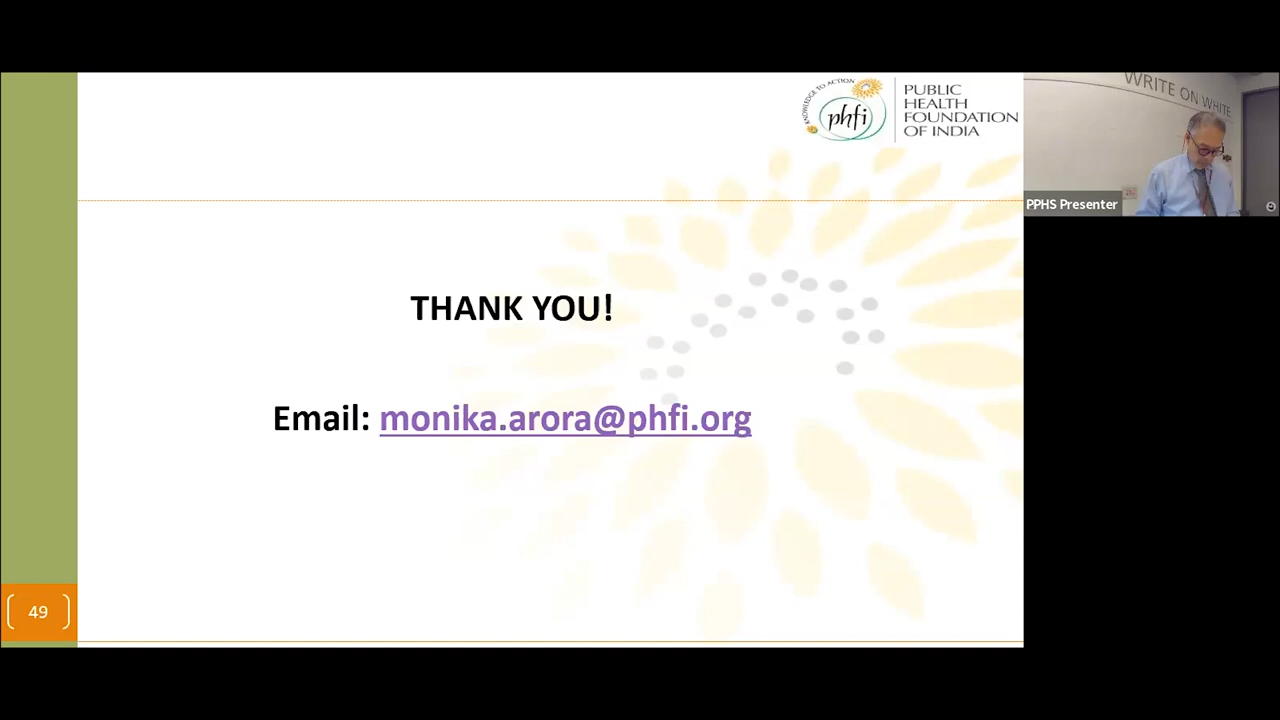 KNOWLEDGE TO ACTION
phfi
PUBLIC
HEALTH
FOUNDATION
OF INDIA
WRITE ON WHITE
PPHS Presenter
THANK YOU!
Email: monika.arora@phfi.org
49